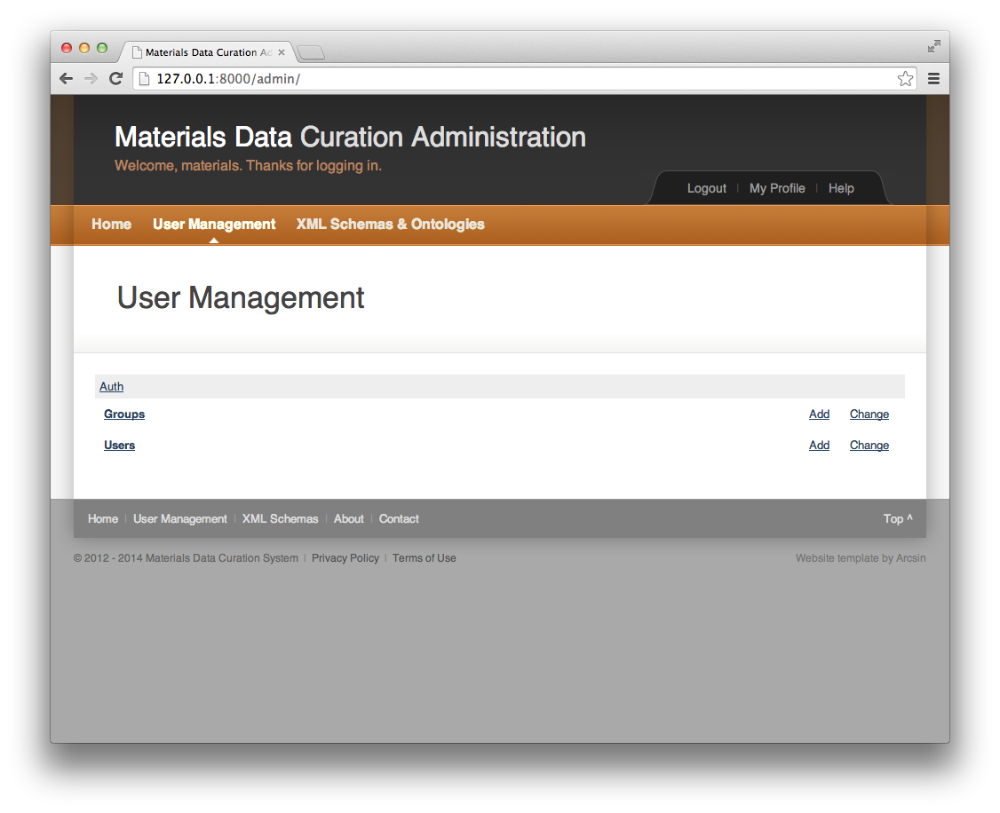 Materials Data Curation Ad
127.0.0.1:8000/admin/
Materials Data Curation Administration
Welcome, materials. Thanks for logging in.
Logout | My Profile | Help
Home User Management XML Schemas & Ontologies
User Management
Auth
Groups Add Change
Users Add Change
Home | User Management | XML Schemas | About | Contact Top ^
© 2012 - 2014 Materials Data Curation System | Privacy Policy | Terms of Use Website template by Arcsin